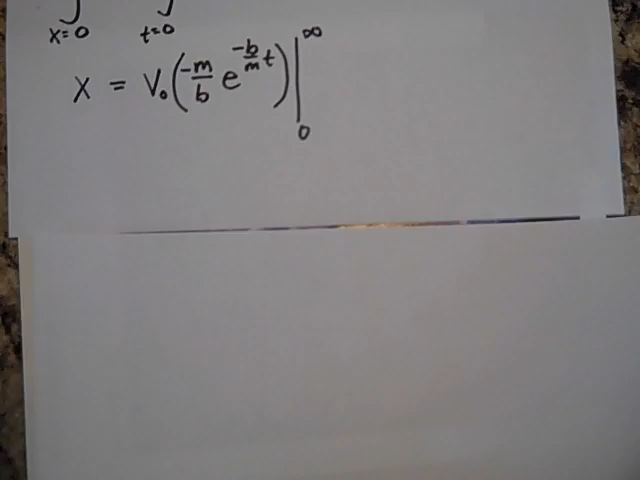 ∫ ∫
x=0 t=0
x = V₀(-m/b e^(-b/m t))|₀^∞